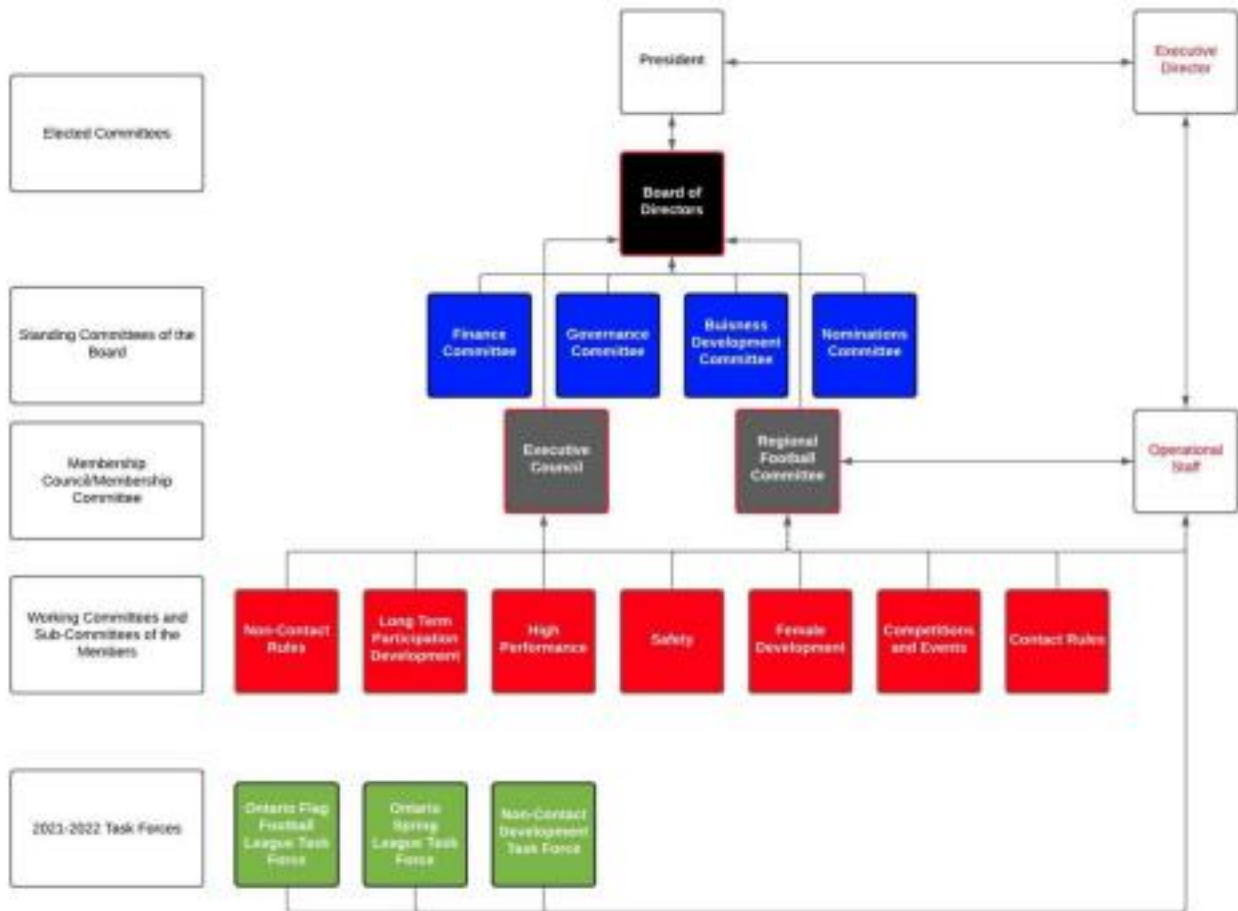 President
Executive
Director
Elected Committees
Board of
Directors
Standing Committees of the
Board
Finance
Committee
Governance
Committee
Buisness
Development
Committee
Nominations
Committee
Membership
Council/Membership
Committee
Executive
Council
Regional
Football
Committee
Operational
Staff
Working Committees and
Sub-Committees of the
Members
Non-Contact
Rules
Long Term
Participation
Development
High
Performance
Safety
Female
Development
Competitions
and Events
Contact Rules
2021-2022 Task Forces
Ontario Flag
Football
League Task
Force
Ontario
Spring
League Task
Force
Non-Contact
Development
Task Force